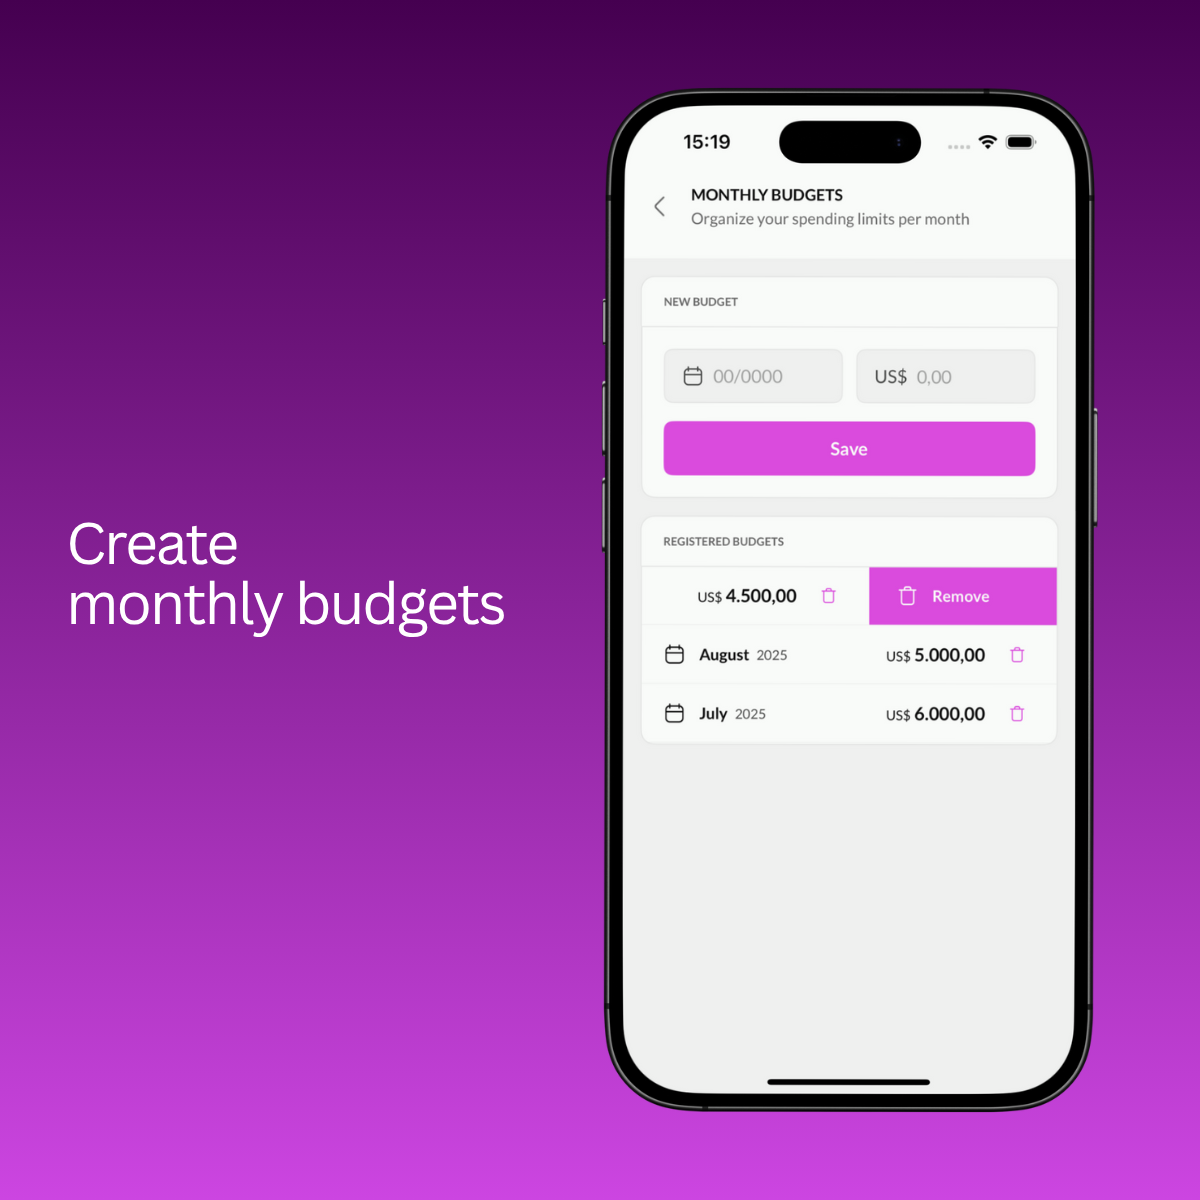 Create
monthly budgets
15:19
MONTHLY BUDGETS
Organize your spending limits per month
NEW BUDGET
00/0000 US$ 0,00
Save
REGISTERED BUDGETS
US$ 4.500,00 Remove
August 2025 US$ 5.000,00
July 2025 US$ 6.000,00